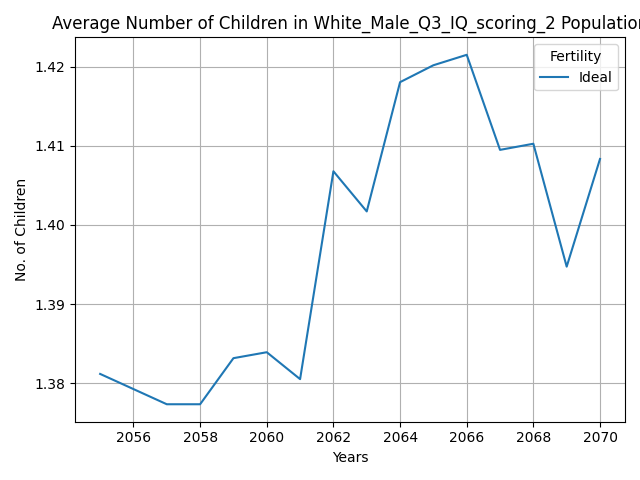 Average Number of Children in White_Male_Q3_IQ_scoring_2 Population
Fertility
Ideal
1.42
1.41
1.40
1.39
1.38
No. of Children
2056 2058 2060 2062 2064 2066 2068 2070
Years